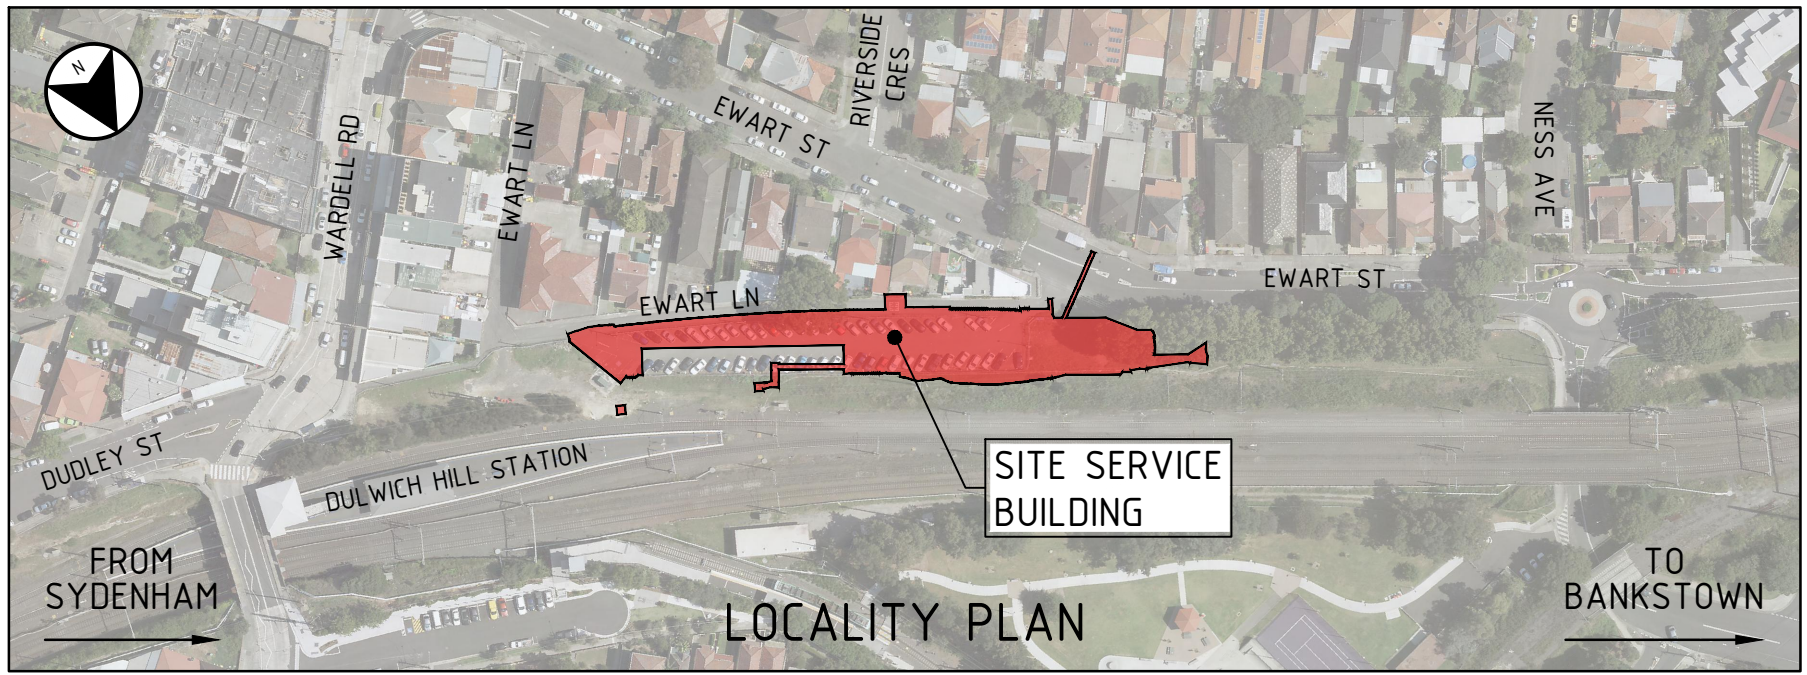 N
WARDELL RD
EWART LN
EWART ST
RIVERSIDE
CRES
NESS AVE
EWART LN
EWART ST
DUDLEY ST
DULWICH HILL STATION
SITE SERVICE
BUILDING
FROM
SYDENHAM
LOCALITY PLAN
TO
BANKSTOWN